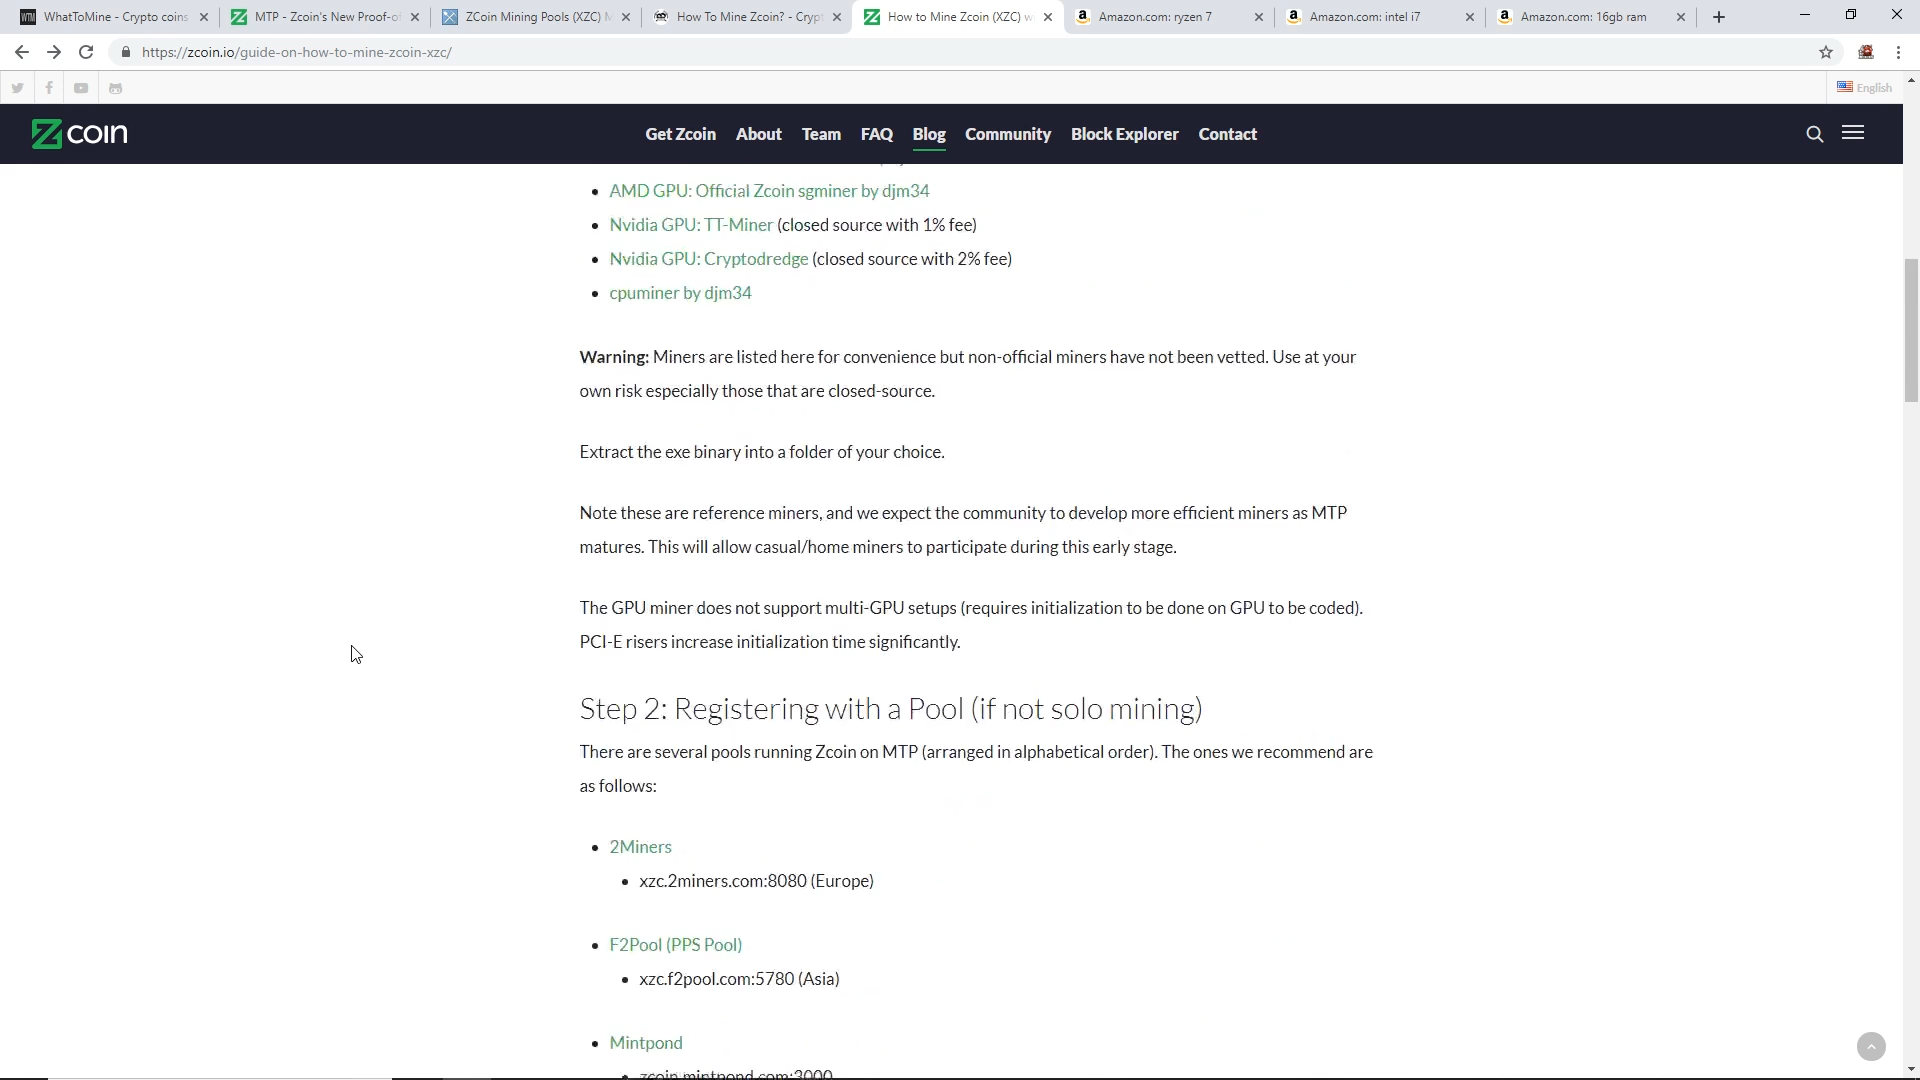 WhatToMine - Crypto coins
MTP - Zcoin's New Proof-o
ZCoin Mining Pools (XZC) M
How To Mine Zcoin? - Crypt
How to Mine Zcoin (XZC) w
Amazon.com: ryzen 7
Amazon.com: intel i7
Amazon.com: 16gb ram
https://zcoin.io/guide-on-how-to-mine-zcoin-xzc/
English
Zcoin
Get Zcoin About Team FAQ Blog Community Block Explorer Contact
• AMD GPU: Official Zcoin sgminer by djm34
• Nvidia GPU: TT-Miner (closed source with 1% fee)
• Nvidia GPU: Cryptodredge (closed source with 2% fee)
• cpuminer by djm34
Warning: Miners are listed here for convenience but non-official miners have not been vetted. Use at your
own risk especially those that are closed-source.
Extract the exe binary into a folder of your choice.
Note these are reference miners, and we expect the community to develop more efficient miners as MTP
matures. This will allow casual/home miners to participate during this early stage.
The GPU miner does not support multi-GPU setups (requires initialization to be done on GPU to be coded).
PCI-E risers increase initialization time significantly.
Step 2: Registering with a Pool (if not solo mining)
There are several pools running Zcoin on MTP (arranged in alphabetical order). The ones we recommend are
as follows:
• 2Miners
• xzc.2miners.com:8080 (Europe)
• F2Pool (PPS Pool)
• xzc.f2pool.com:5780 (Asia)
• Mintpond
• zcoin.mintpond.com:3000